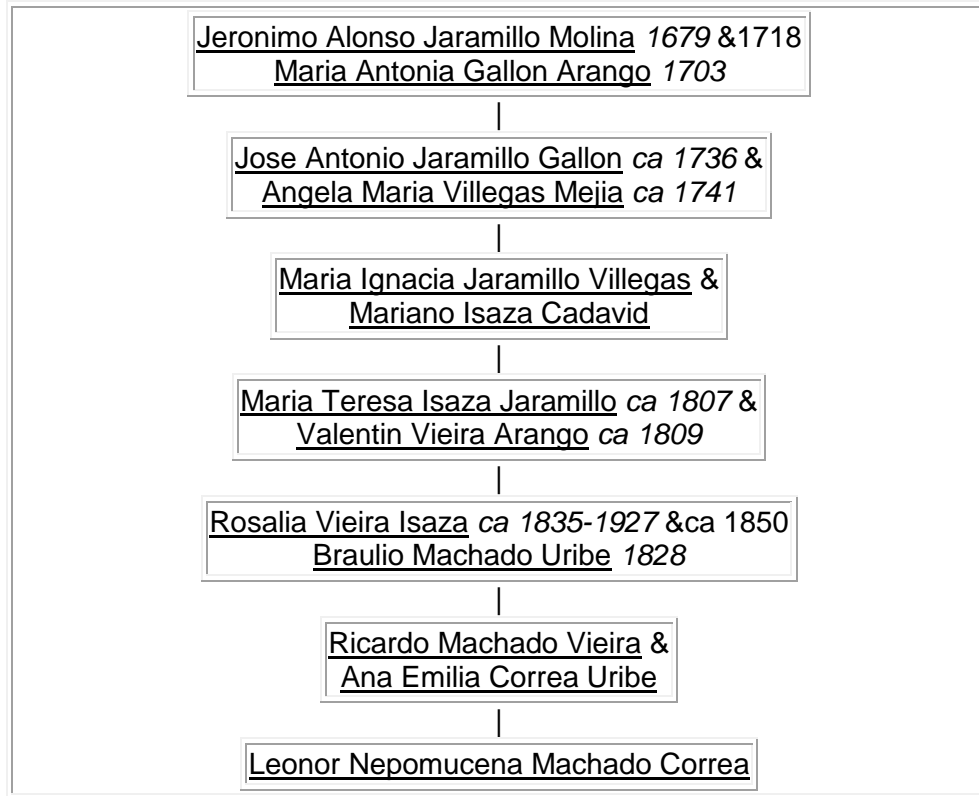 Jeronimo Alonso Jaramillo Molina 1679 &1718
Maria Antonia Gallon Arango 1703
|
Jose Antonio Jaramillo Gallon ca 1736 &
Angela Maria Villegas Mejia ca 1741
|
Maria Ignacia Jaramillo Villegas &
Mariano Isaza Cadavid
|
Maria Teresa Isaza Jaramillo ca 1807 &
Valentin Vieira Arango ca 1809
|
Rosalia Vieira Isaza ca 1835-1927 &ca 1850
Braulio Machado Uribe 1828
|
Ricardo Machado Vieira &
Ana Emilia Correa Uribe
|
Leonor Nepomucena Machado Correa